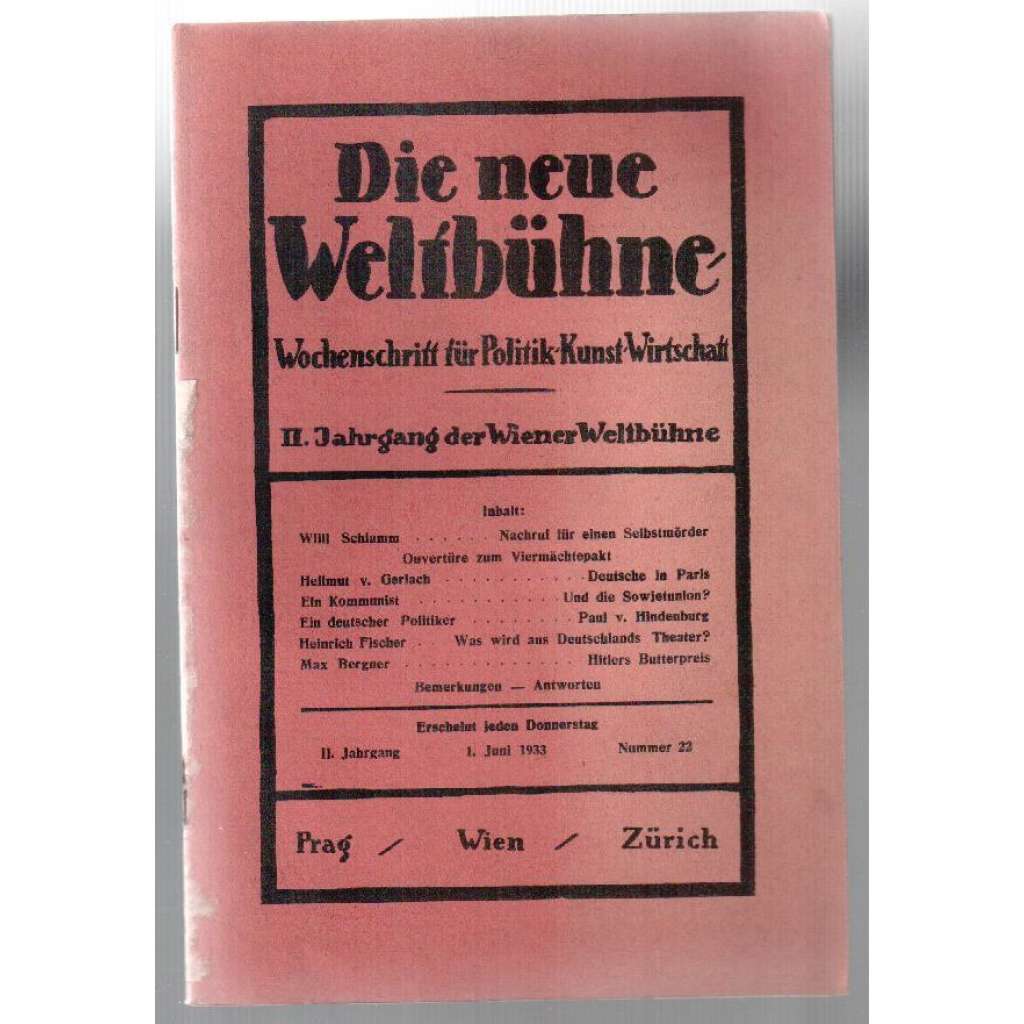 Die neue
Weltbühne
Wochenschrift für Politik-Kunst-Wirtschaft
II. Jahrgang der Wiener Weltbühne
Inhalt:
Willi Schlamm . . . . . . Nachruf für einen Selbstmörder
Ouvertüre zum Viermächtepakt
Hellmut v. Gerlach . . . . . . . . . . . . Deutsche in Paris
Ein Kommunist . . . . . . . . . . . . Und die Sowjetunion?
Ein deutscher Politiker . . . . . . . . Paul v. Hindenburg
Heinrich Fischer . Was wird aus Deutschlands Theater?
Max Bergner . . . . . . . . . . . . . . Hitlers Butterpreis
Bemerkungen — Antworten
Erscheint jeden Donnerstag
II. Jahrgang 1. Juni 1933 Nummer 22
Prag / Wien / Zürich